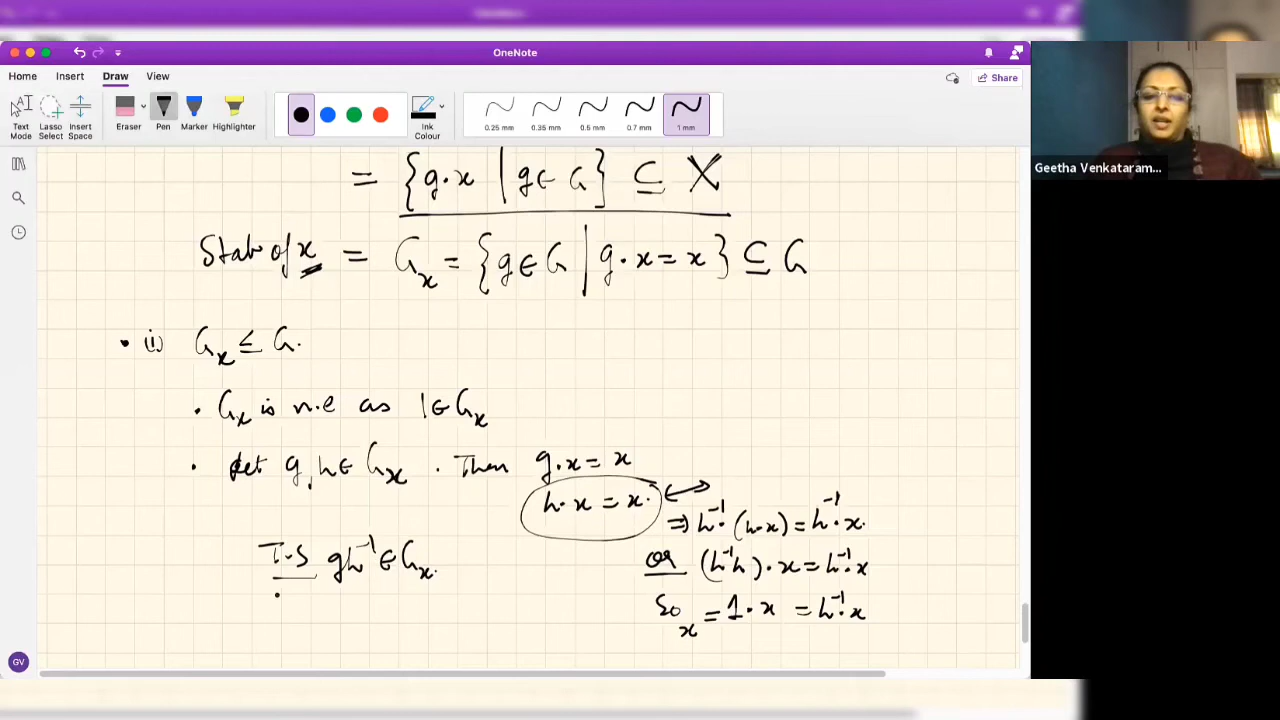 OneNote
Home Insert Draw View
Share
Text Mode
Lasso Select
Insert Space
Eraser
Pen
Marker
Highlighter
Ink Colour
0.25 mm
0.35 mm
0.5 mm
0.7 mm
1 mm
Geetha Venkataram...
= {g·x | g∈G} ⊆ X
Stab of x = Gₓ = {g∈G | g·x = x} ⊆ G
• (i) Gₓ ≤ G.
• Gₓ is n.e as 1∈Gₓ
• Let g,h∈ Gₓ . Then g·x = x
h·x = x. ↔
⇒ h⁻¹·(h·x) = h⁻¹·x.
T.S gh⁻¹∈Gₓ.
or (h⁻¹h)·x = h⁻¹·x
So x = 1·x = h⁻¹·x
GV